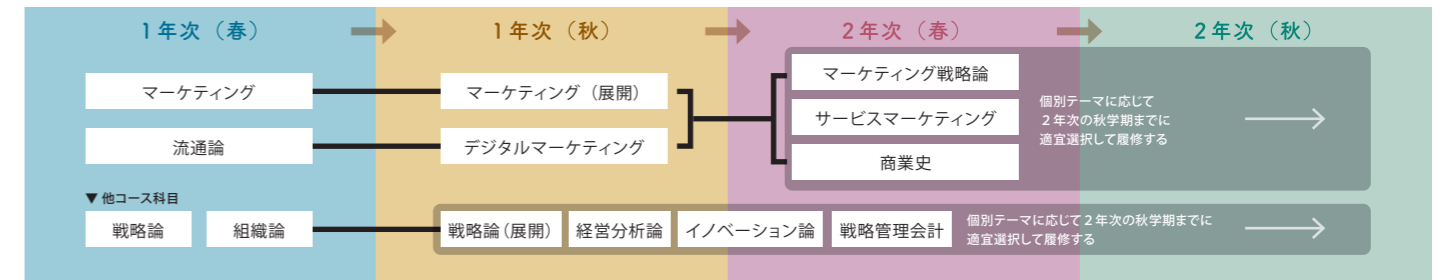 1年次（春）
1年次（秋）
2年次（春）
2年次（秋）
マーケティング
マーケティング（展開）
マーケティング戦略論
サービスマーケティング
商業史
流通論
デジタルマーケティング
個別テーマに応じて
２年次の秋学期までに
適宜選択して履修する
▼ 他コース科目
戦略論
組織論
戦略論（展開）
経営分析論
イノベーション論
戦略管理会計
個別テーマに応じて２年次の秋学期までに
適宜選択して履修する